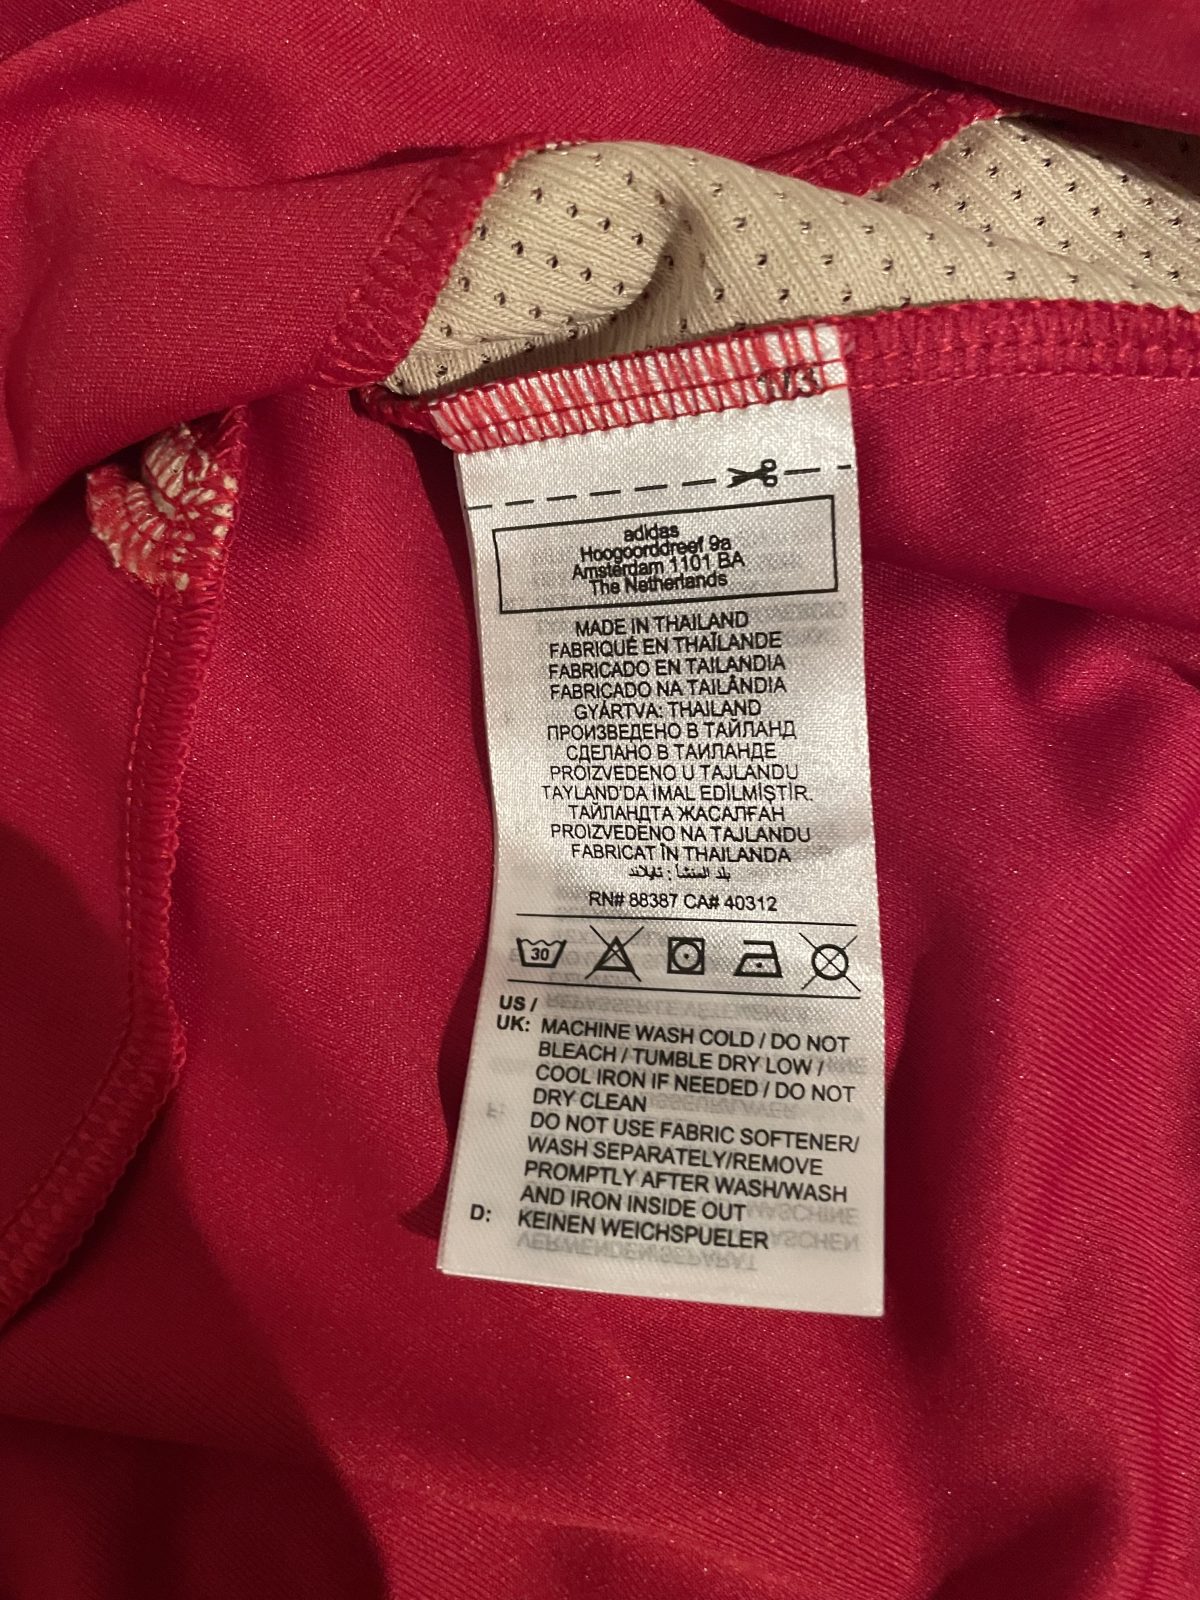 1/3
adidas
Hoogoorddreef 9a
Amsterdam 1101 BA
The Netherlands
MADE IN THAILAND
FABRIQUÉ EN THAÏLANDE
FABRICADO EN TAILANDIA
FABRICADO NA TAILÂNDIA
GYÁRTVA: THAILAND
ПРОИЗВЕДЕНО В ТАЙЛАНД
СДЕЛАНО В ТАИЛАНДЕ
PROIZVEDENO U TAJLANDU
TAYLAND'DA İMAL EDİLMİŞTİR.
ТАЙЛАНДТА ЖАСАЛҒАН
PROIZVEDENO NA TAJLANDU
FABRICAT ÎN THAILANDA
بلد المنشأ : تايلاند
RN# 88387 CA# 40312
30
US /
UK: MACHINE WASH COLD / DO NOT
BLEACH / TUMBLE DRY LOW /
COOL IRON IF NEEDED / DO NOT
DRY CLEAN
DO NOT USE FABRIC SOFTENER/
WASH SEPARATELY/REMOVE
PROMPTLY AFTER WASH/WASH
AND IRON INSIDE OUT
D: KEINEN WEICHSPUELER